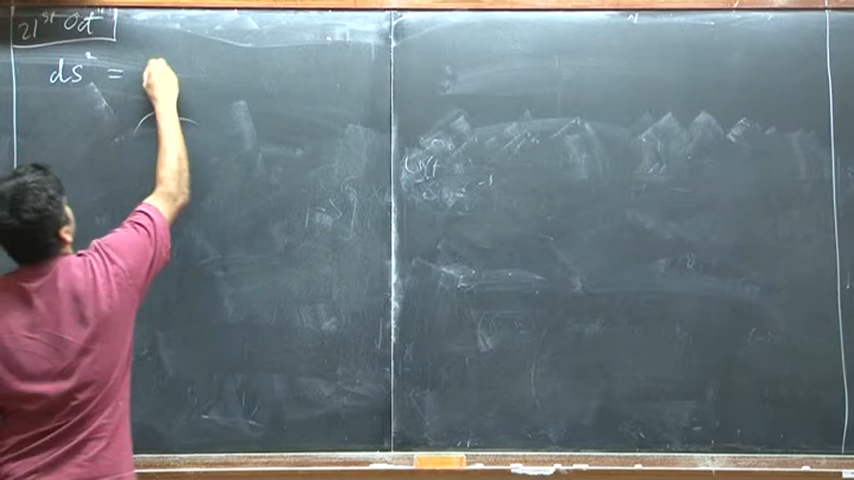 21st Oct
ds² =